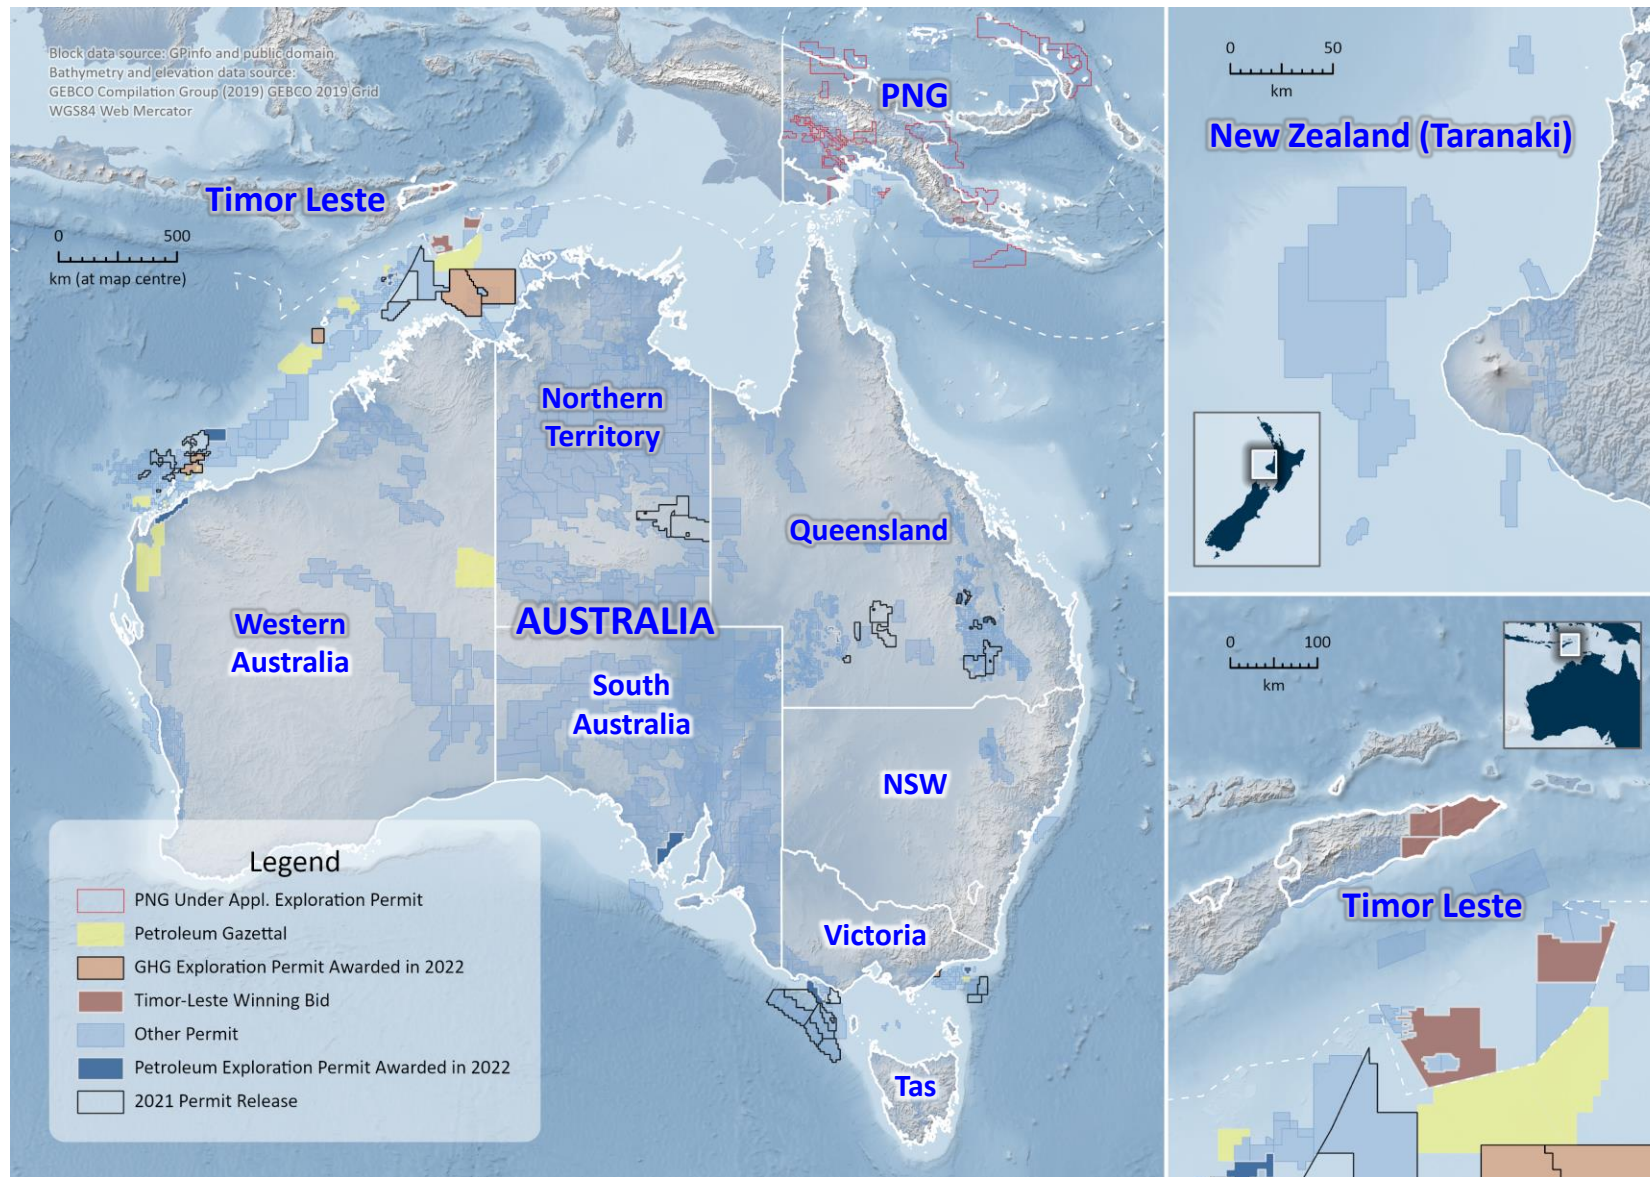 Block data source: GPinfo and public domain
Bathymetry and elevation data source:
GEBCO Compilation Group (2019) GEBCO 2019 Grid
WGS84 Web Mercator
PNG
Timor Leste
0 500
km (at map centre)
Northern
Territory
Queensland
AUSTRALIA
Western
Australia
South
Australia
NSW
Victoria
Tas
Legend
PNG Under Appl. Exploration Permit
Petroleum Gazettal
GHG Exploration Permit Awarded in 2022
Timor-Leste Winning Bid
Other Permit
Petroleum Exploration Permit Awarded in 2022
2021 Permit Release
0 50
km
New Zealand (Taranaki)
0 100
km
Timor Leste